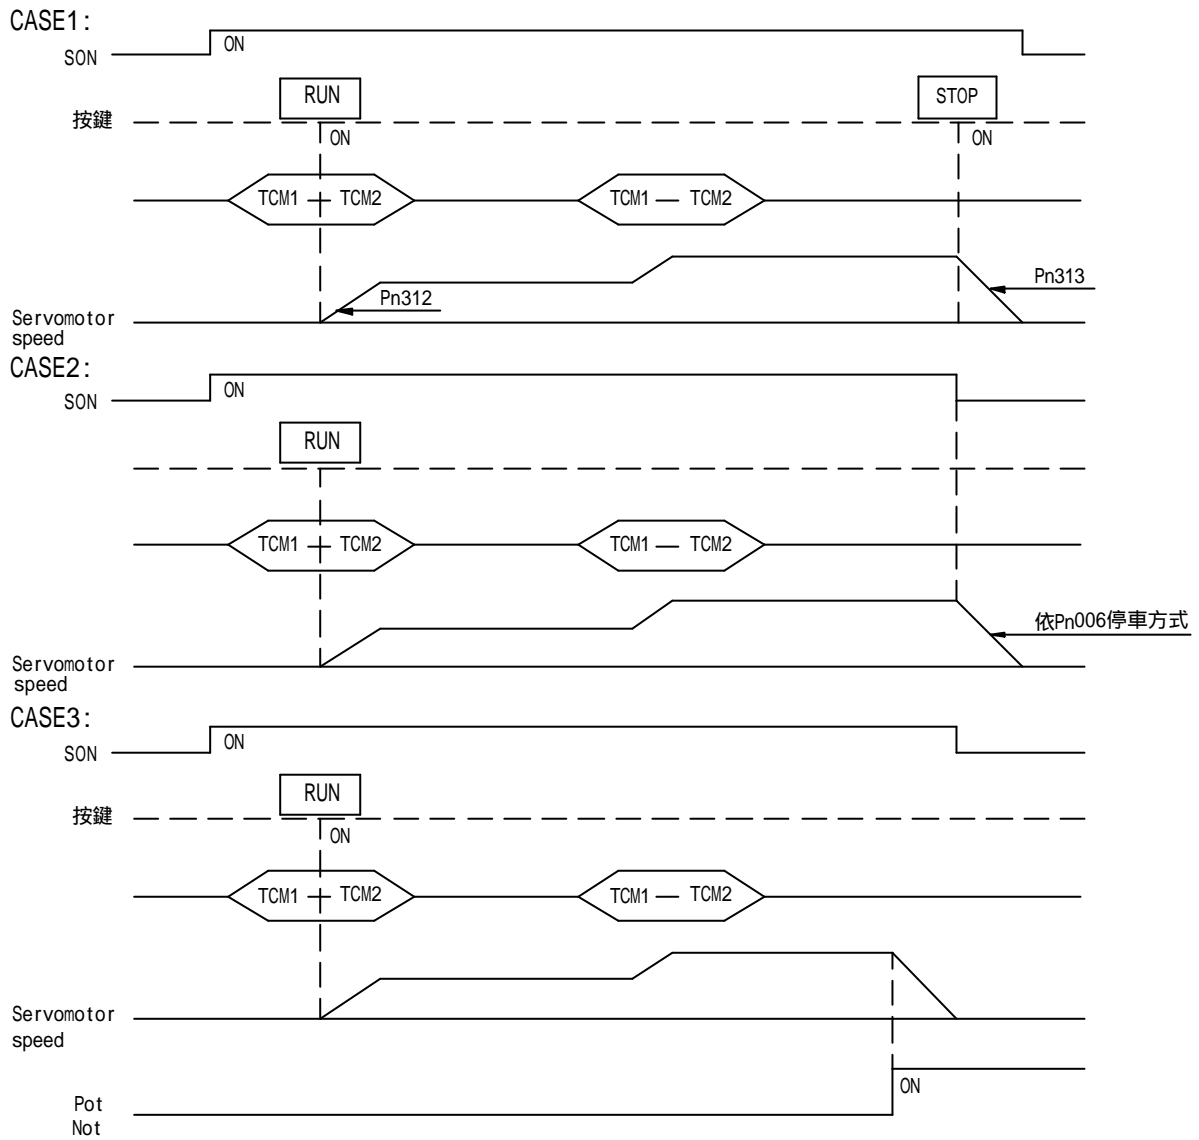 CASE1:
SON
ON
RUN
STOP
按鍵
ON
ON
TCM1 TCM2
TCM1 TCM2
Pn312
Pn313
Servomotor
speed
CASE2:
SON
ON
RUN
TCM1 TCM2
TCM1 TCM2
依Pn006停車方式
Servomotor
speed
CASE3:
SON
ON
RUN
按鍵
ON
TCM1 TCM2
TCM1 TCM2
Servomotor
speed
ON
Pot
Not